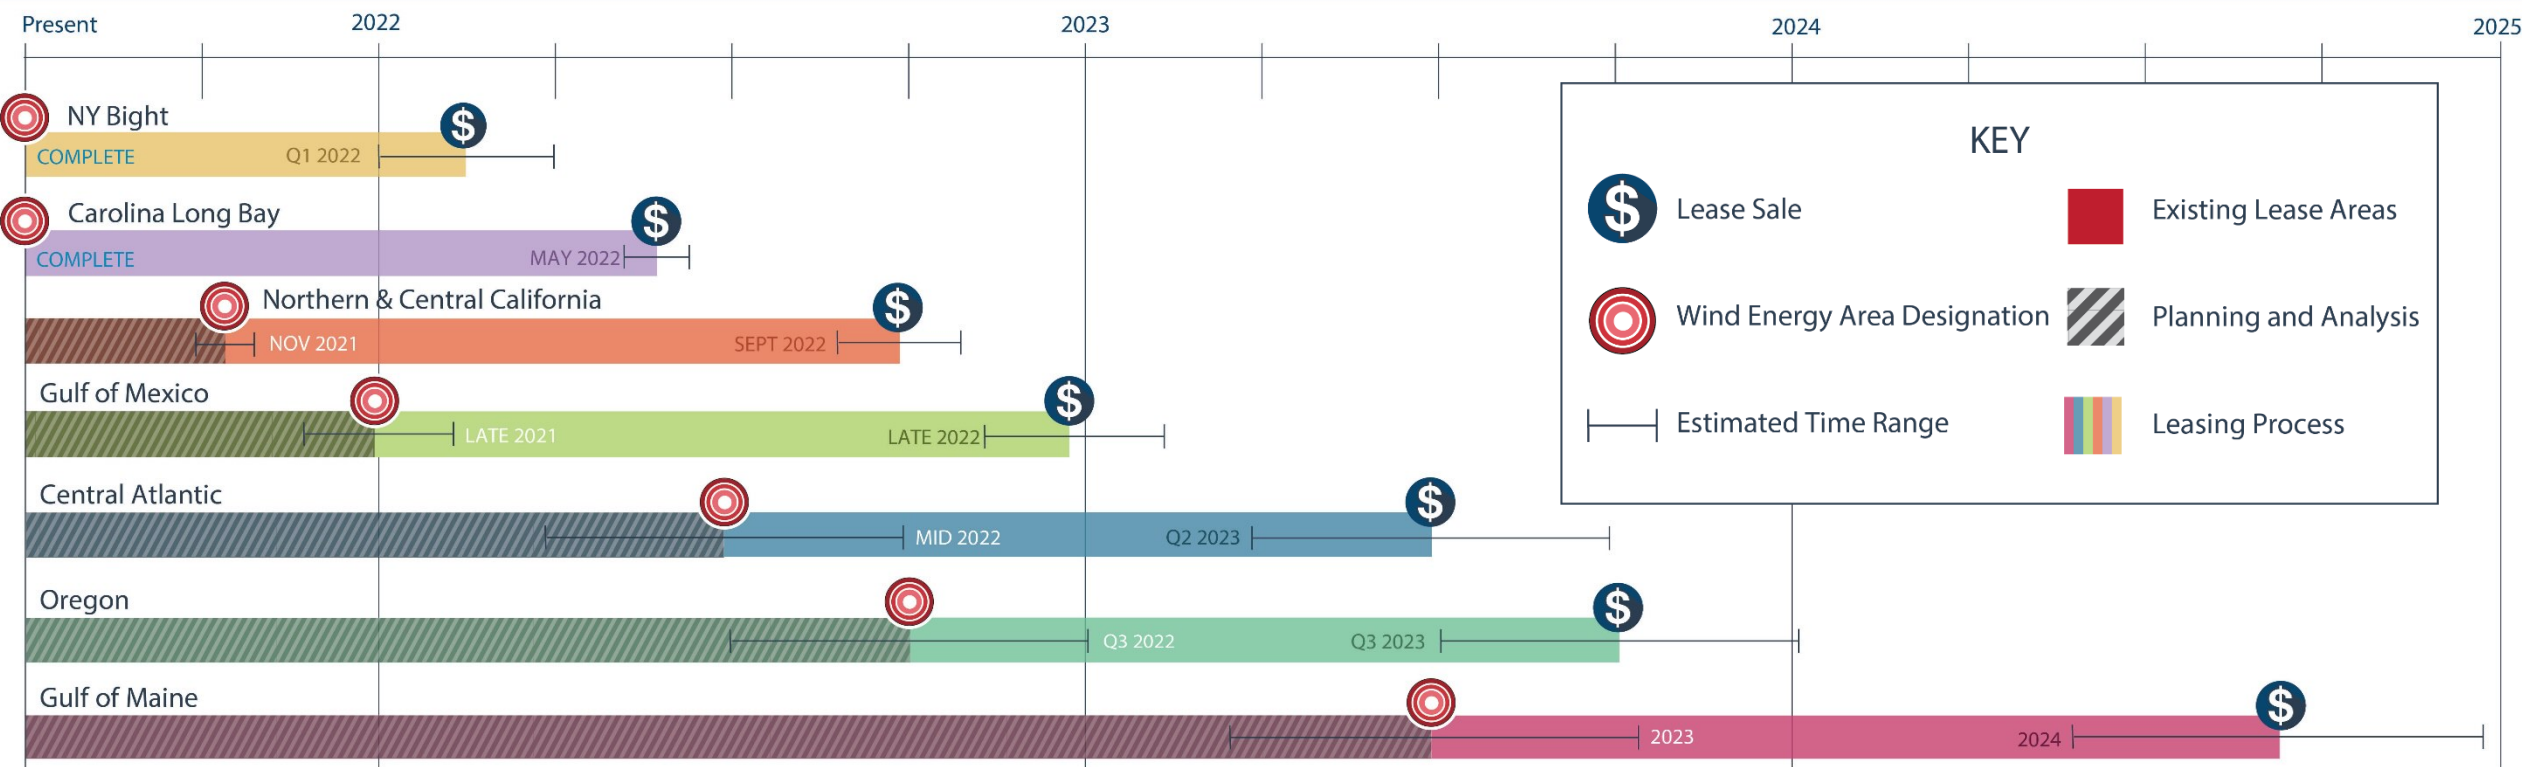 Present 2022 2023 2024 2025
NY Bight
COMPLETE Q1 2022
Carolina Long Bay
COMPLETE MAY 2022
Northern & Central California
NOV 2021 SEPT 2022
Gulf of Mexico
LATE 2021 LATE 2022
Central Atlantic
MID 2022 Q2 2023
Oregon
Q3 2022 Q3 2023
Gulf of Maine
2023 2024
KEY
$ Lease Sale
Existing Lease Areas
Wind Energy Area Designation
Planning and Analysis
Estimated Time Range
Leasing Process